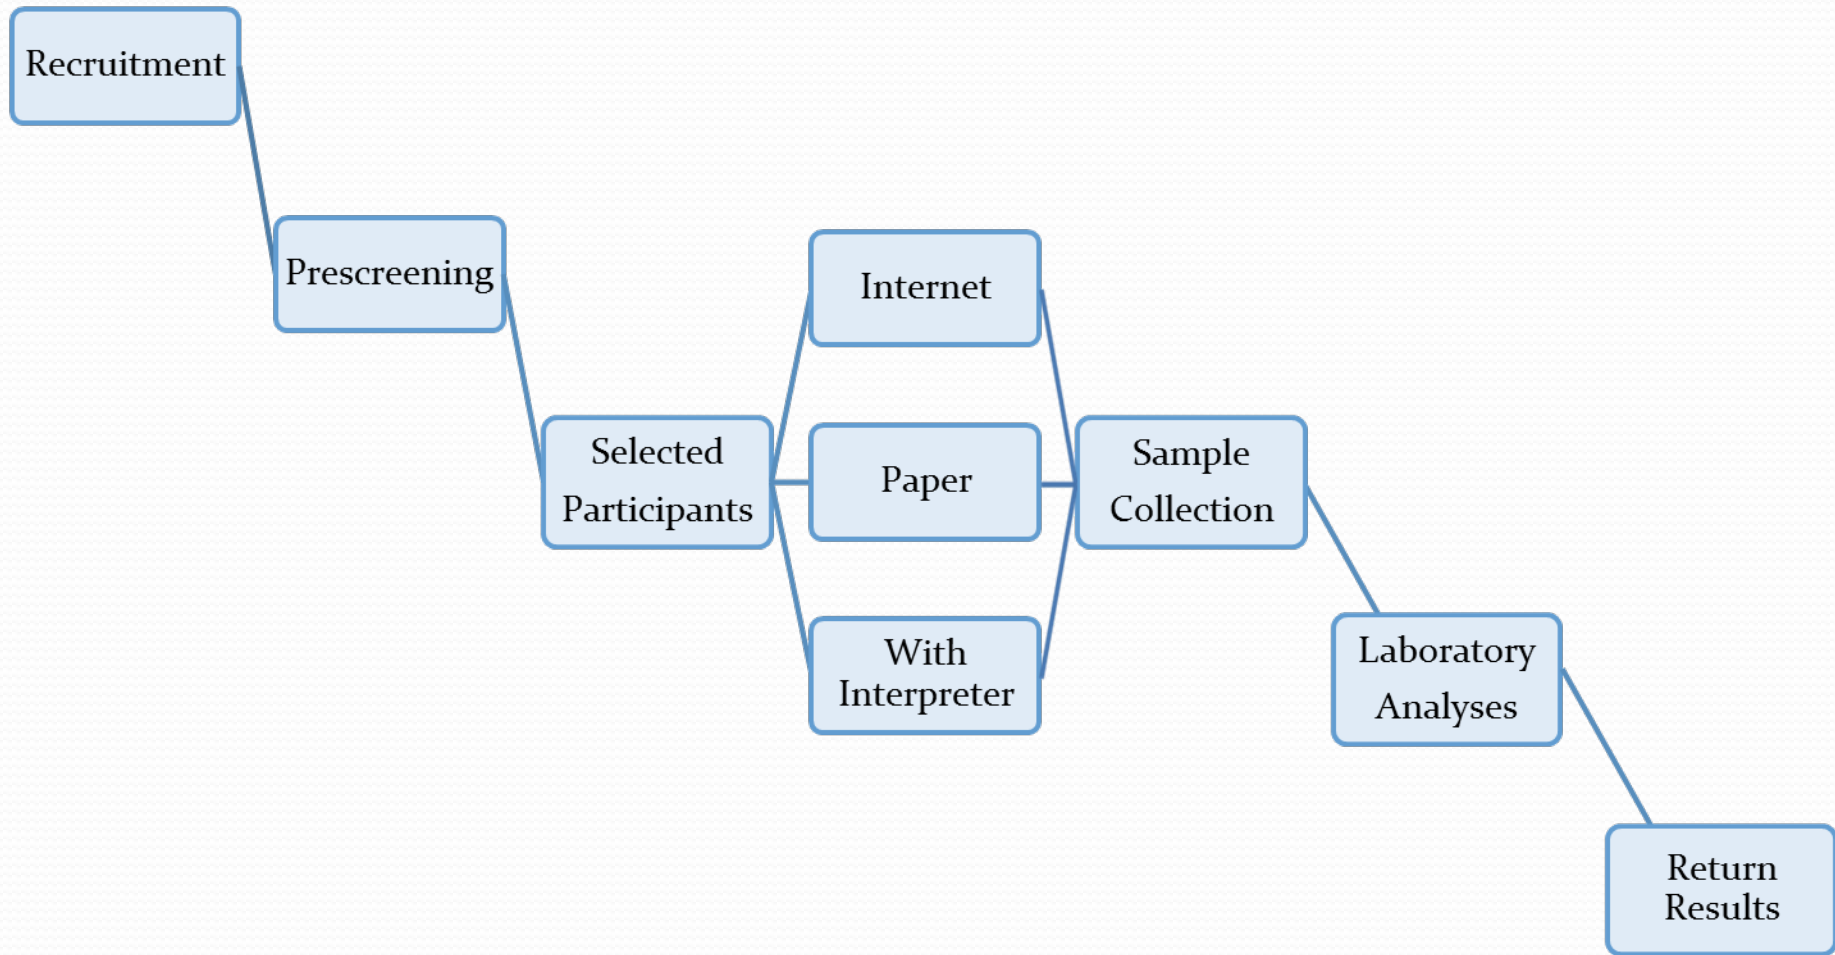 Recruitment
Prescreening
Selected
Participants
Internet
Paper
With
Interpreter
Sample
Collection
Laboratory
Analyses
Return
Results